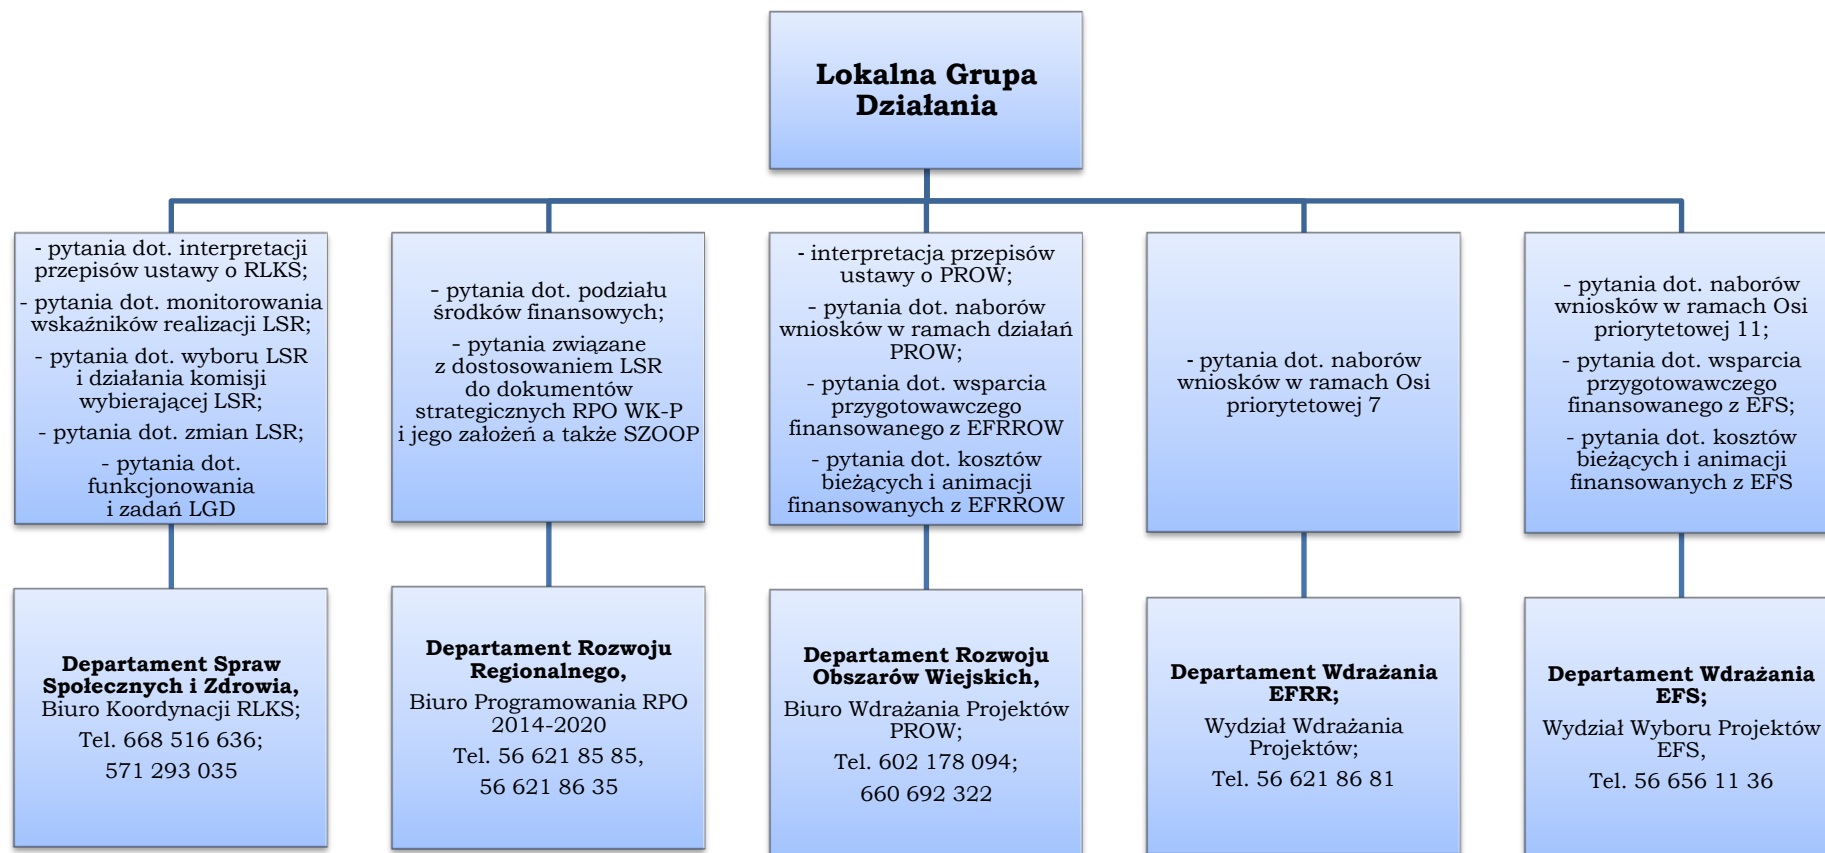 Lokalna Grupa
Działania
- pytania dot. interpretacji
przepisów ustawy o RLKS;
- pytania dot. monitorowania
wskaźników realizacji LSR;
- pytania dot. wyboru LSR
i działania komisji
wybierającej LSR;
- pytania dot. zmian LSR;
- pytania dot.
funkcjonowania
i zadań LGD
- pytania dot. podziału
środków finansowych;
- pytania związane
z dostosowaniem LSR
do dokumentów
strategicznych RPO WK-P
i jego założeń a także SZOOP
- interpretacja przepisów
ustawy o PROW;
- pytania dot. naborów
wniosków w ramach działań
PROW;
- pytania dot. wsparcia
przygotowawczego
finansowanego z EFRROW
- pytania dot. kosztów
bieżących i animacji
finansowanych z EFRROW
- pytania dot. naborów
wniosków w ramach Osi
priorytetowej 7
- pytania dot. naborów
wniosków w ramach Osi
priorytetowej 11;
- pytania dot. wsparcia
przygotowawczego
finansowanego z EFS;
- pytania dot. kosztów
bieżących i animacji
finansowanych z EFS
Departament Spraw
Społecznych i Zdrowia,
Biuro Koordynacji RLKS;
Tel. 668 516 636;
571 293 035
Departament Rozwoju
Regionalnego,
Biuro Programowania RPO
2014-2020
Tel. 56 621 85 85,
56 621 86 35
Departament Rozwoju
Obszarów Wiejskich,
Biuro Wdrażania Projektów
PROW;
Tel. 602 178 094;
660 692 322
Departament Wdrażania
EFRR;
Wydział Wdrażania
Projektów;
Tel. 56 621 86 81
Departament Wdrażania
EFS;
Wydział Wyboru Projektów
EFS,
Tel. 56 656 11 36